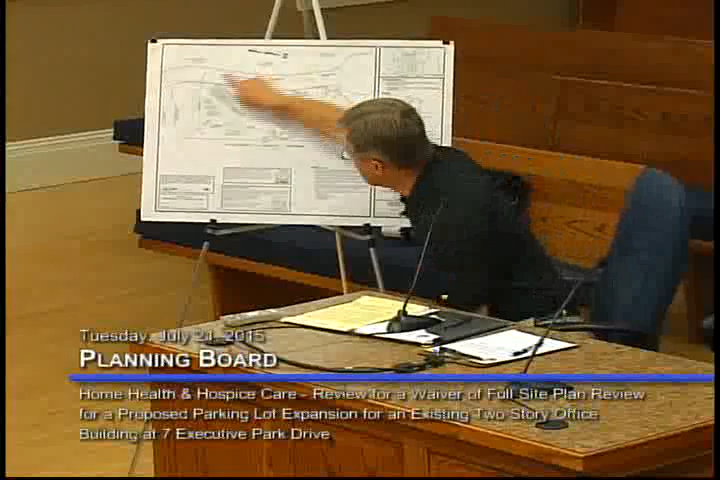 Tuesday, July 21, 2015
PLANNING BOARD
Home Health & Hospice Care - Review for a Waiver of Full Site Plan Review
for a Proposed Parking Lot Expansion for an Existing Two Story Office
Building at 7 Executive Park Drive